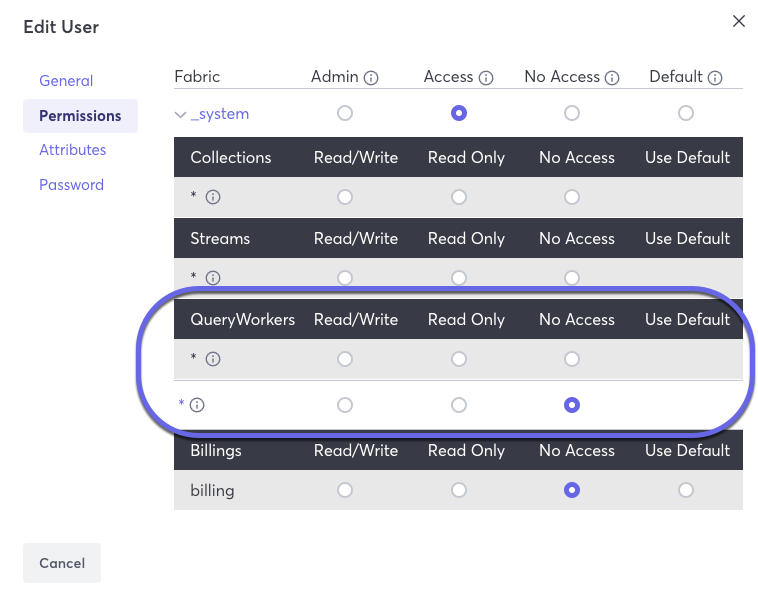 Edit User
General
Permissions
Attributes
Password
Fabric Admin Access No Access Default
_system
Collections Read/Write Read Only No Access Use Default
*
Streams Read/Write Read Only No Access Use Default
*
QueryWorkers Read/Write Read Only No Access Use Default
*
*
Billings Read/Write Read Only No Access Use Default
billing
Cancel